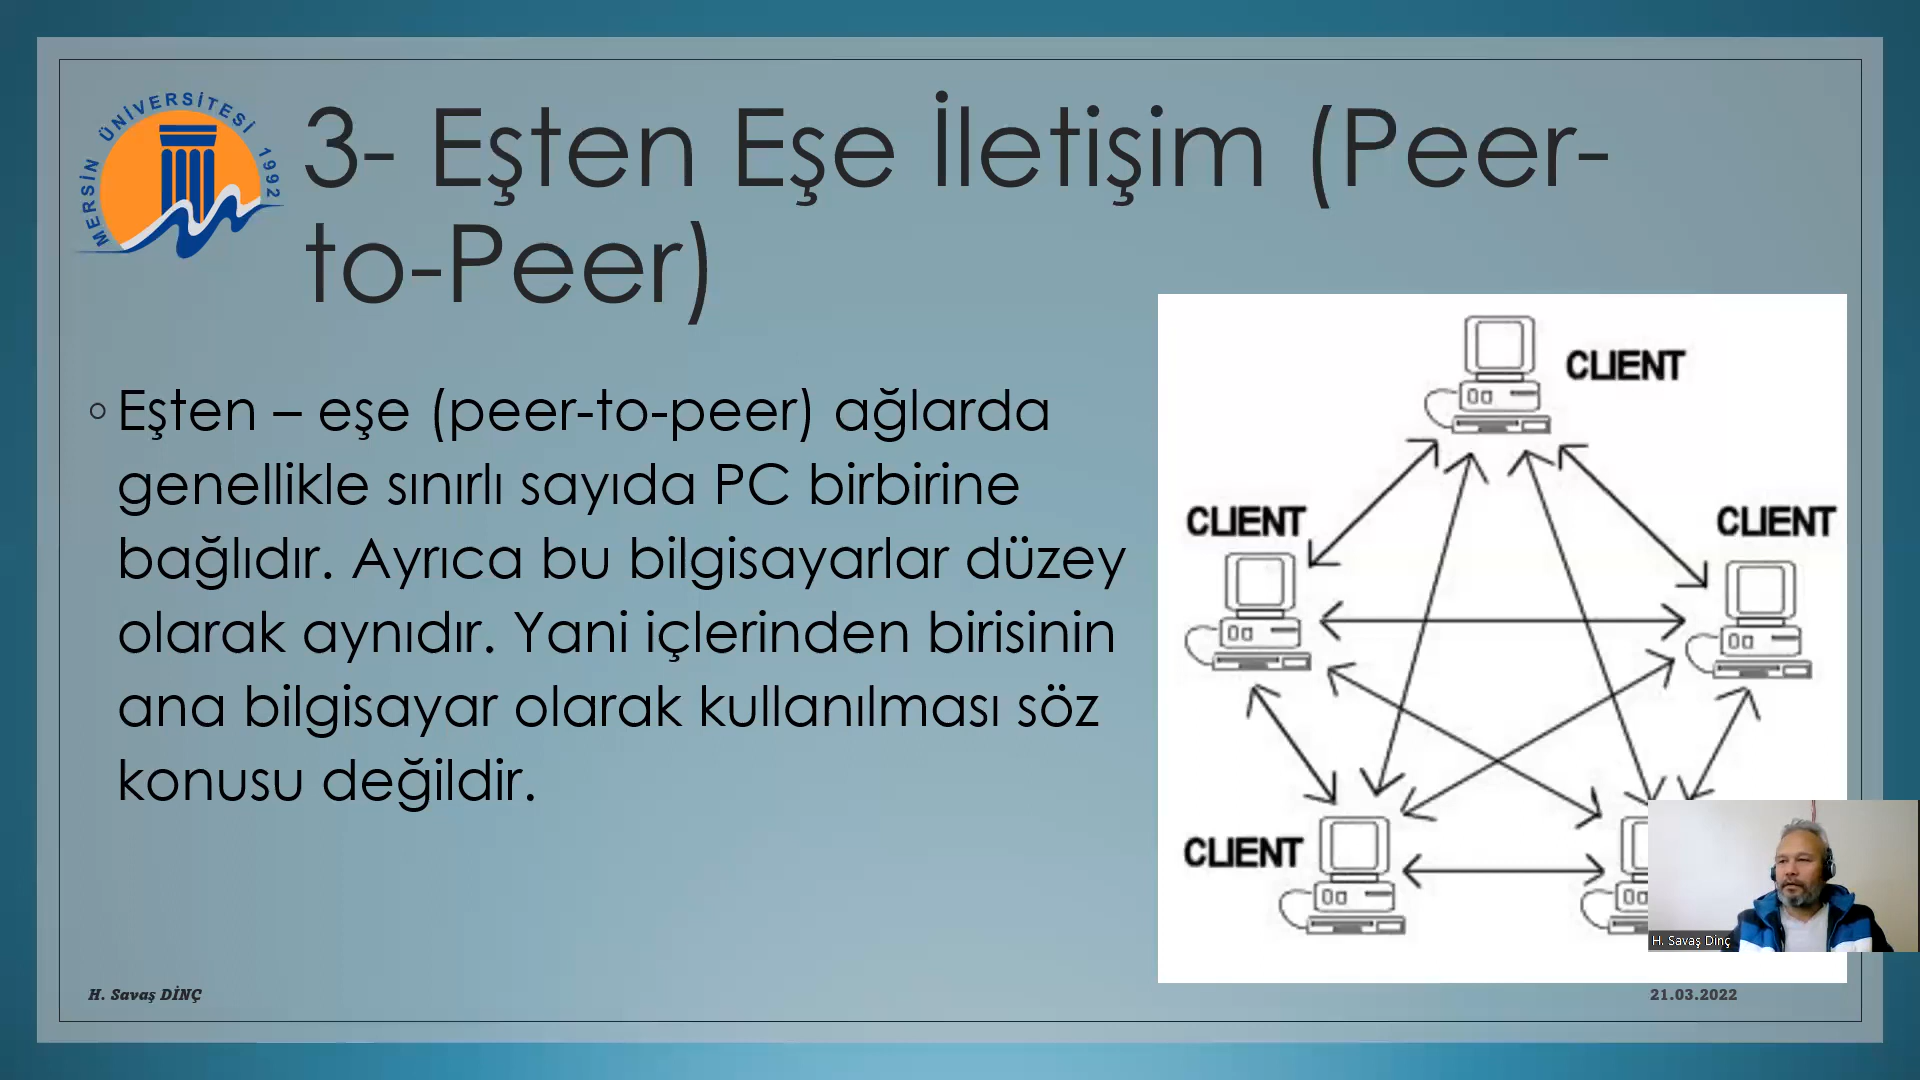 MERSİN ÜNİVERSİTESİ 1992
3- Eşten Eşe İletişim (Peer-
to-Peer)
◦ Eşten – eşe (peer-to-peer) ağlarda
genellikle sınırlı sayıda PC birbirine
bağlıdır. Ayrıca bu bilgisayarlar düzey
olarak aynıdır. Yani içlerinden birisinin
ana bilgisayar olarak kullanılması söz
konusu değildir.
CLIENT
CLIENT
CLIENT
CLIENT
H. Savaş Dinç
H. Savaş DİNÇ
21.03.2022